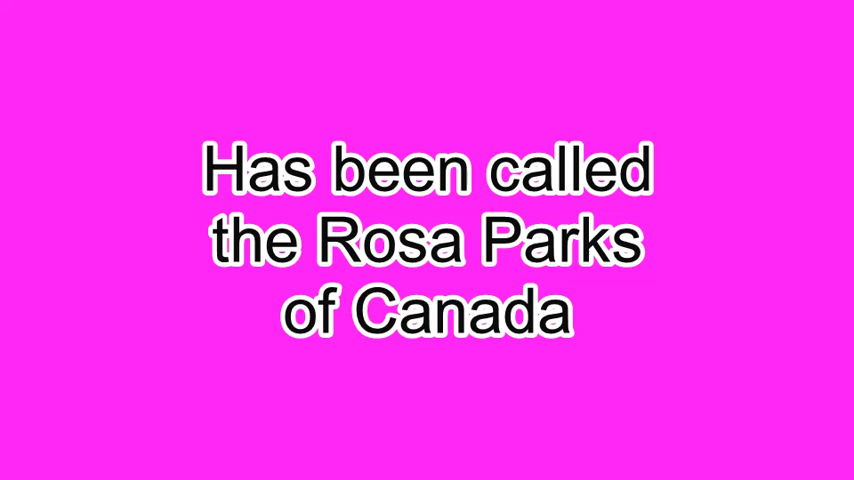 Has been called
the Rosa Parks
of Canada